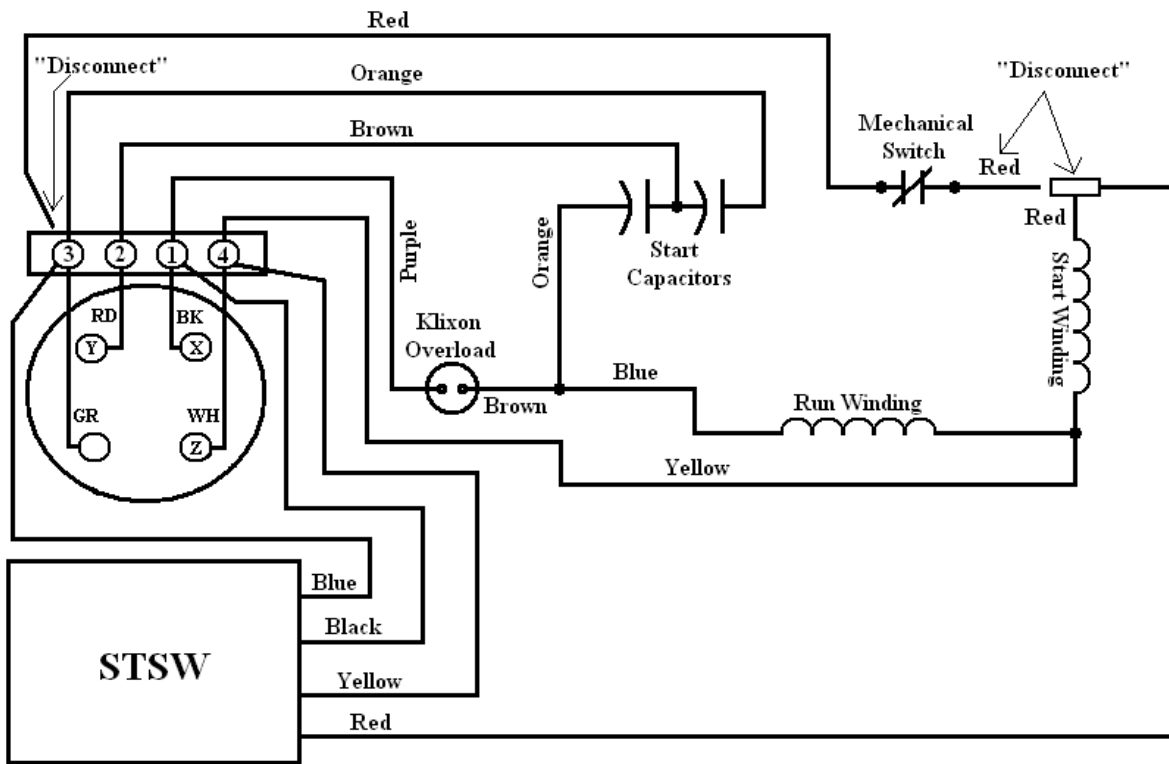 Red
"Disconnect"
Orange
"Disconnect"
Brown
Mechanical
Switch
Red
Red
3
2
1
4
Purple
Orange
Start
Capacitors
Start Winding
RD
BK
Y
X
Klixon
Overload
Brown
Blue
Run Winding
GR
WH
Z
Yellow
Blue
Black
STSW
Yellow
Red